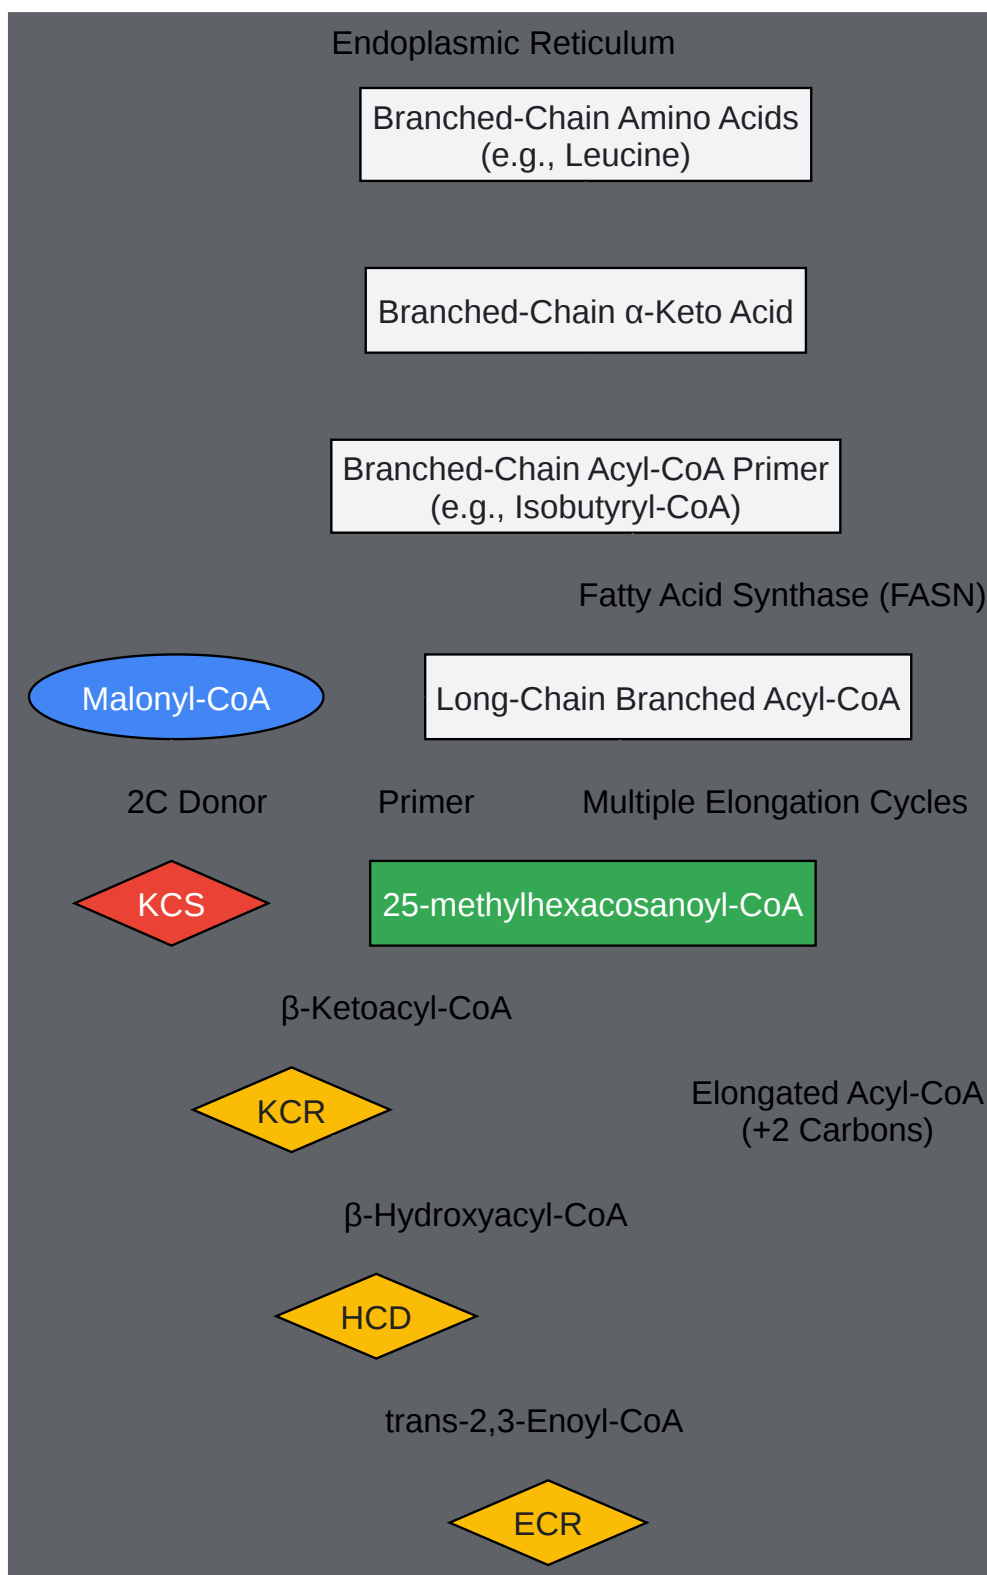 Endoplasmic Reticulum
Branched-Chain Amino Acids
(e.g., Leucine)
Branched-Chain α-Keto Acid
Branched-Chain Acyl-CoA Primer
(e.g., Isobutyryl-CoA)
Fatty Acid Synthase (FASN)
Malonyl-CoA
Long-Chain Branched Acyl-CoA
2C Donor
Primer
Multiple Elongation Cycles
KCS
25-methylhexacosanoyl-CoA
β-Ketoacyl-CoA
KCR
Elongated Acyl-CoA
(+2 Carbons)
β-Hydroxyacyl-CoA
HCD
trans-2,3-Enoyl-CoA
ECR